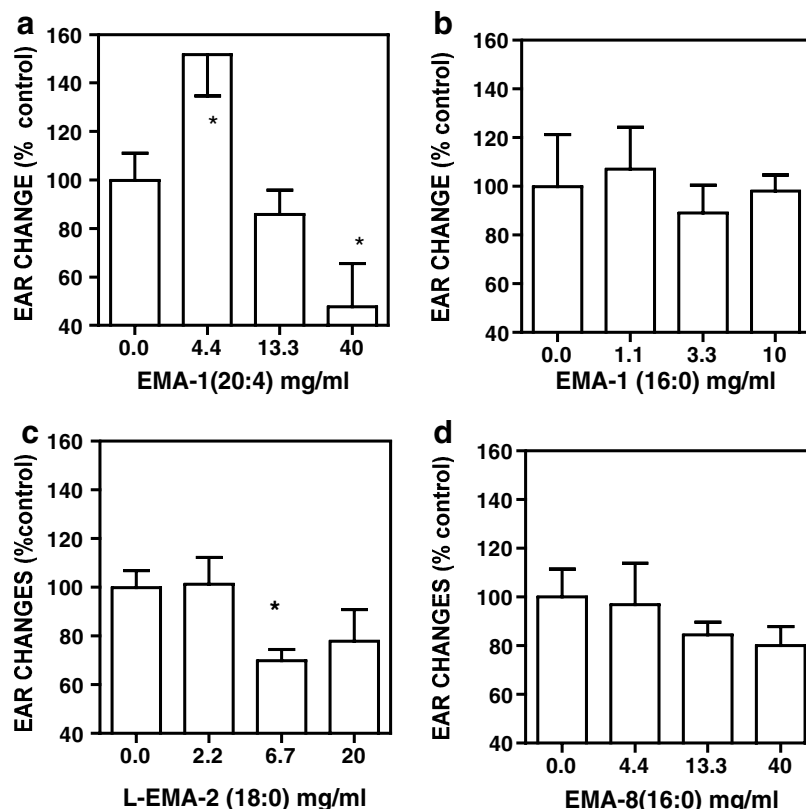 a
EAR CHANGE (% control)
160
140
120
100
80
60
40
*
*
0.0 4.4 13.3 40
EMA-1(20:4) mg/ml
b
EAR CHANGE (% control)
160
140
120
100
80
60
40
0.0 1.1 3.3 10
EMA-1 (16:0) mg/ml
c
EAR CHANGES (%control)
160
140
120
100
80
60
40
*
0.0 2.2 6.7 20
L-EMA-2 (18:0) mg/ml
d
EAR CHANGES (% control)
160
140
120
100
80
60
40
0.0 4.4 13.3 40
EMA-8(16:0) mg/ml